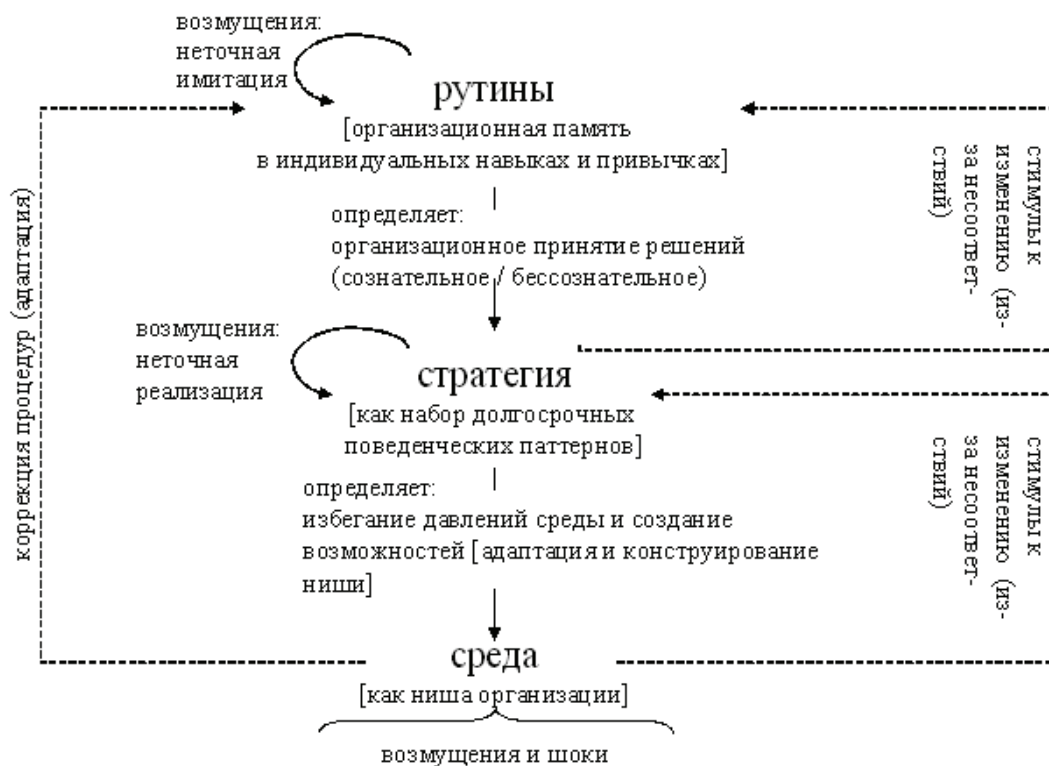 возмущения:
неточная
имитация
рутины
[организационная память
в индивидуальных навыках и привычках]
определяет:
организационное принятие решений
(сознательное / бессознательное)
стимулы к
изменению (из-
за несоответ-
ствий)
коррекция процедур (адаптация)
возмущения:
неточная
реализация
стратегия
[как набор долгосрочных
поведенческих паттернов]
определяет:
избегание давлений среды и создание
возможностей [адаптация и конструирование
ниши]
стимулы к
изменению (из-
за несоответ-
ствий)
среда
[как ниша организации]
возмущения и шоки